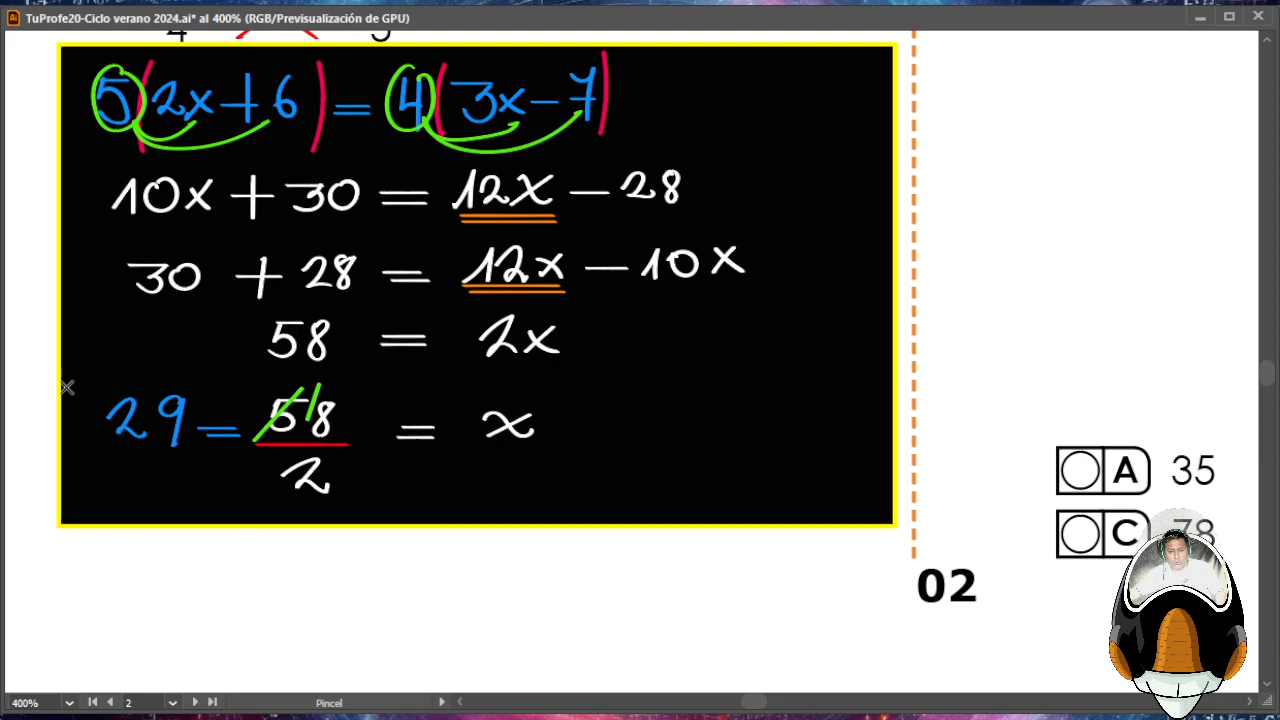 TuProfe20-Ciclo verano 2024.ai* al 400% (RGB/Previsualización de GPU)
5(2x+6)=4(3x-7)
10x+30=12x-28
30+28=12x-10x
58=2x
29=58/2=x
A 35
C 78
02
400% 2 Pincel